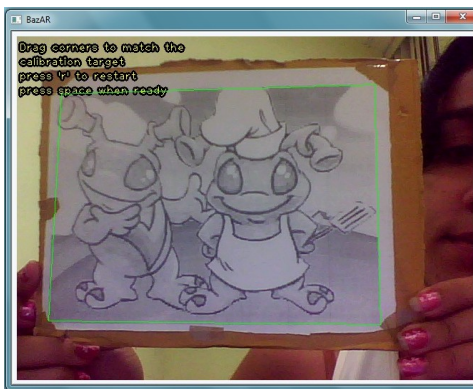 BazAR
Drag corners to match the
calibration target
press 'r' to restart
press space when ready